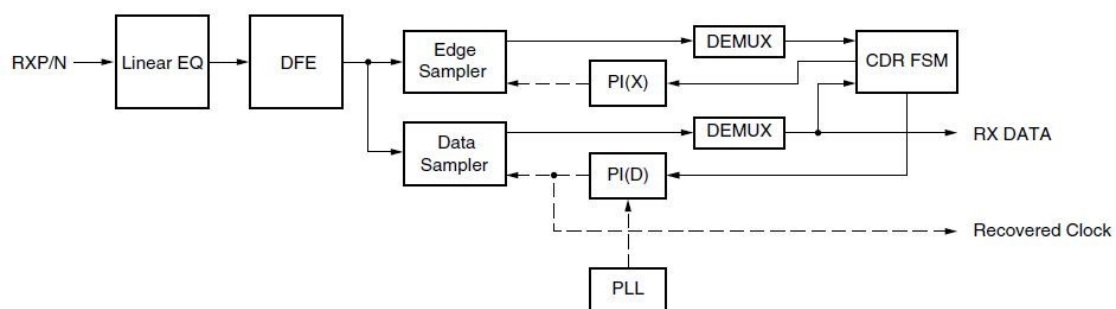 RXP/N
Linear EQ
DFE
Edge
Sampler
DEMUX
PI(X)
CDR FSM
Data
Sampler
DEMUX
RX DATA
PI(D)
Recovered Clock
PLL